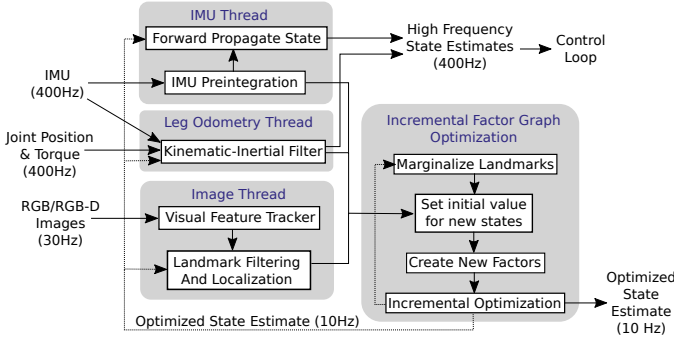 IMU Thread
Forward Propagate State
IMU Preintegration
High Frequency
State Estimates
(400Hz)
Control
Loop
IMU
(400Hz)
Leg Odometry Thread
Kinematic-Inertial Filter
Joint Position
& Torque
(400Hz)
Image Thread
Visual Feature Tracker
Landmark Filtering
And Localization
RGB/RGB-D
Images
(30Hz)
Incremental Factor Graph
Optimization
Marginalize Landmarks
Set initial value
for new states
Create New Factors
Incremental Optimization
Optimized
State
Estimate
(10 Hz)
Optimized State Estimate (10Hz)